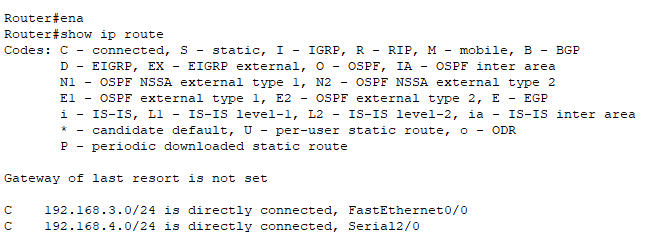 Router#ena
Router#show ip route
Codes: C - connected, S - static, I - IGRP, R - RIP, M - mobile, B - BGP
       D - EIGRP, EX - EIGRP external, O - OSPF, IA - OSPF inter area
       N1 - OSPF NSSA external type 1, N2 - OSPF NSSA external type 2
       E1 - OSPF external type 1, E2 - OSPF external type 2, E - EGP
       i - IS-IS, L1 - IS-IS level-1, L2 - IS-IS level-2, ia - IS-IS inter area
       * - candidate default, U - per-user static route, o - ODR
       P - periodic downloaded static route

Gateway of last resort is not set

C    192.168.3.0/24 is directly connected, FastEthernet0/0
C    192.168.4.0/24 is directly connected, Serial2/0